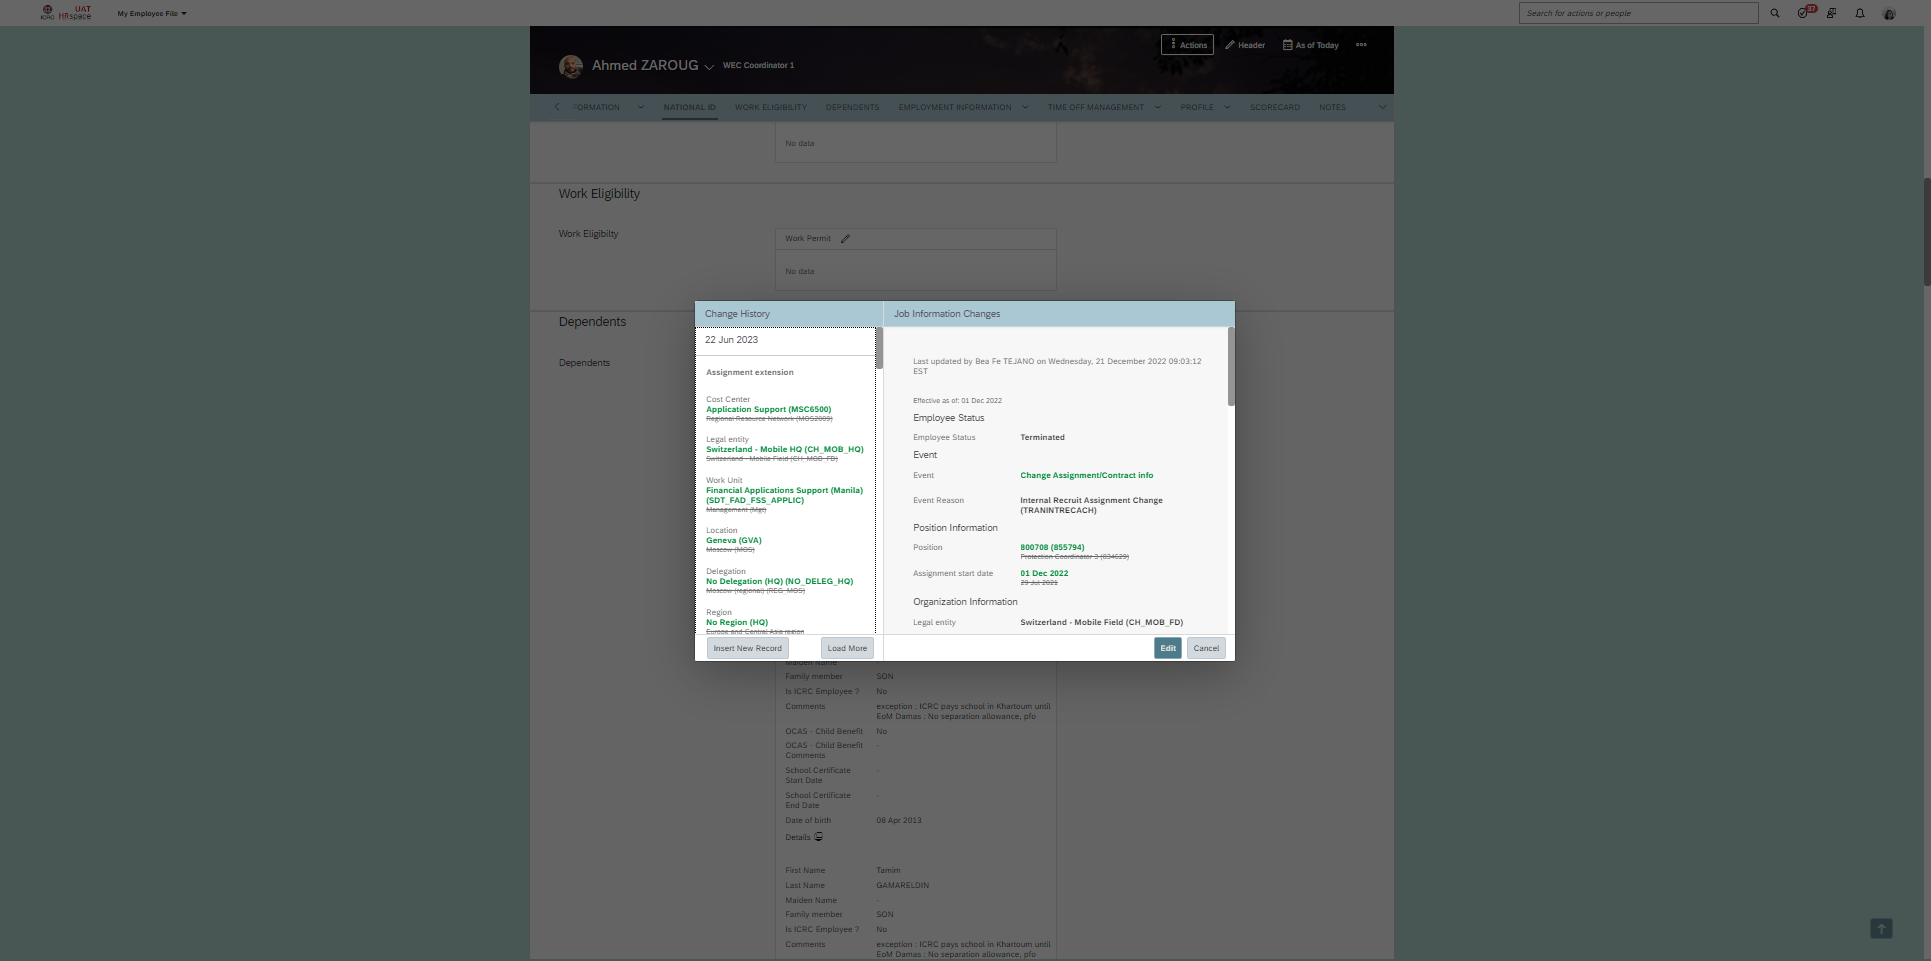 ICRC
UAT
HRspace
My Employee File
Search for actions or people
37
Ahmed ZAROUG
WEC Coordinator 1
Actions
Header
As of Today
FORMATION
NATIONAL ID
WORK ELIGIBILITY
DEPENDENTS
EMPLOYMENT INFORMATION
TIME OFF MANAGEMENT
PROFILE
SCORECARD
NOTES
No data
Work Eligibility
Work Eligibilty
Work Permit
No data
Dependents
Dependents
Change History
22 Jun 2023
Assignment extension
Cost Center
Application Support (MSC6500)
Regional Resource Network (MOS2009)
Legal entity
Switzerland - Mobile HQ (CH_MOB_HQ)
Switzerland - Mobile Field (CH_MOB_FD)
Work Unit
Financial Applications Support (Manila)
(SDT_FAD_FSS_APPLIC)
Management (Mgt)
Location
Geneva (GVA)
Moscow (MOS)
Delegation
No Delegation (HQ) (NO_DELEG_HQ)
Moscow (regional) (REG_MOS)
Region
No Region (HQ)
Europe and Central Asia region
Insert New Record
Load More
Job Information Changes
Last updated by Bea Fe TEJANO on Wednesday, 21 December 2022 09:03:12
EST
Effective as of: 01 Dec 2022
Employee Status
Employee Status
Terminated
Event
Event
Change Assignment/Contract info
Event Reason
Internal Recruit Assignment Change
(TRANINTRECACH)
Position Information
Position
800708 (855794)
Protection Coordinator 3 (834629)
Assignment start date
01 Dec 2022
29 Jul 2021
Organization Information
Legal entity
Switzerland - Mobile Field (CH_MOB_FD)
Edit
Cancel
Maiden Name
Family member
SON
Is ICRC Employee ?
No
Comments
exception : ICRC pays school in Khartoum until
EoM Damas : No separation allowance, pfo
OCAS - Child Benefit
No
OCAS - Child Benefit
Comments
-
School Certificate
Start Date
-
School Certificate
End Date
-
Date of birth
08 Apr 2013
Details
First Name
Tamim
Last Name
GAMARELDIN
Maiden Name
-
Family member
SON
Is ICRC Employee ?
No
Comments
exception : ICRC pays school in Khartoum until
EoM Damas : No separation allowance, pfo